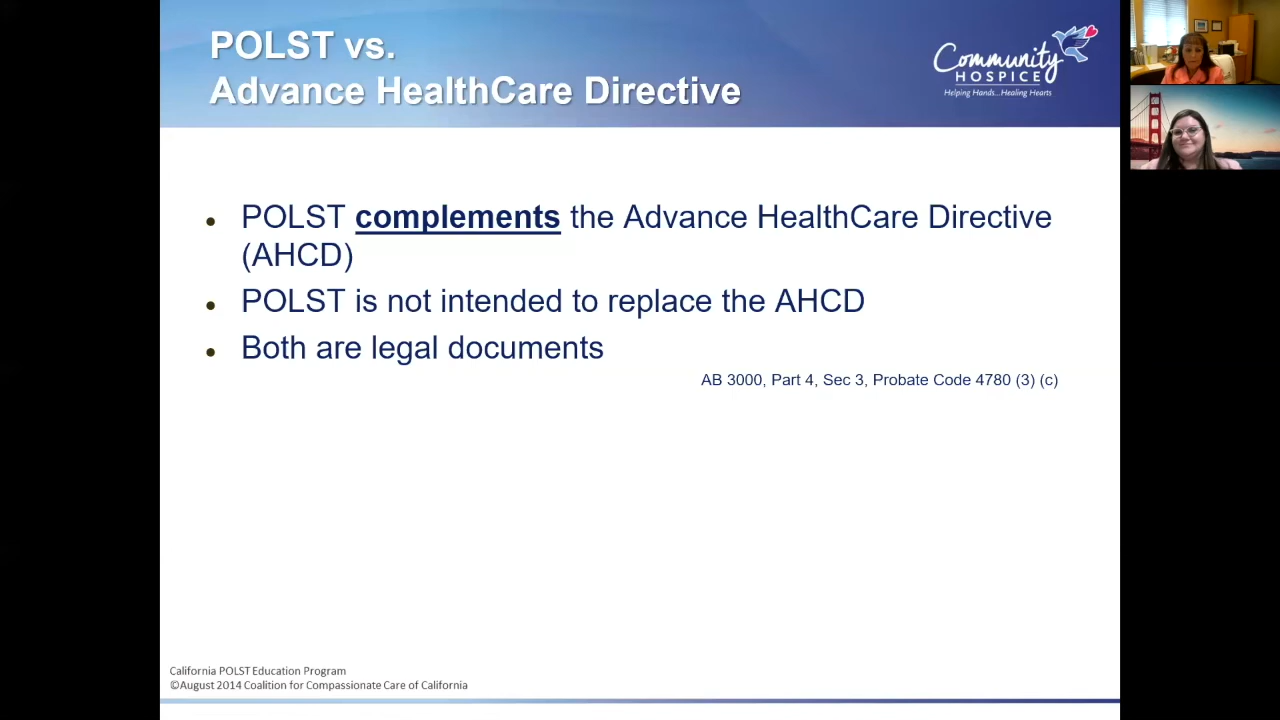 POLST vs.
Advance HealthCare Directive
Community
HOSPICE
Helping Hands...Healing Hearts
• POLST complements the Advance HealthCare Directive
(AHCD)
• POLST is not intended to replace the AHCD
• Both are legal documents
AB 3000, Part 4, Sec 3, Probate Code 4780 (3) (c)
California POLST Education Program
©August 2014 Coalition for Compassionate Care of California